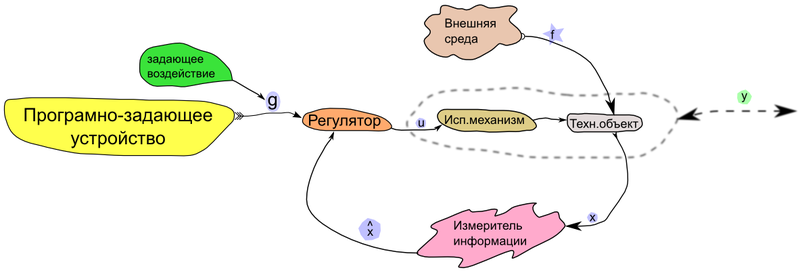 Внешняя
среда
f
задающее
воздействие
g
y
Програмно-задающее
устройство
Регулятор
u
Исп.механизм
Техн.объект
x
x̂
Измеритель
информации